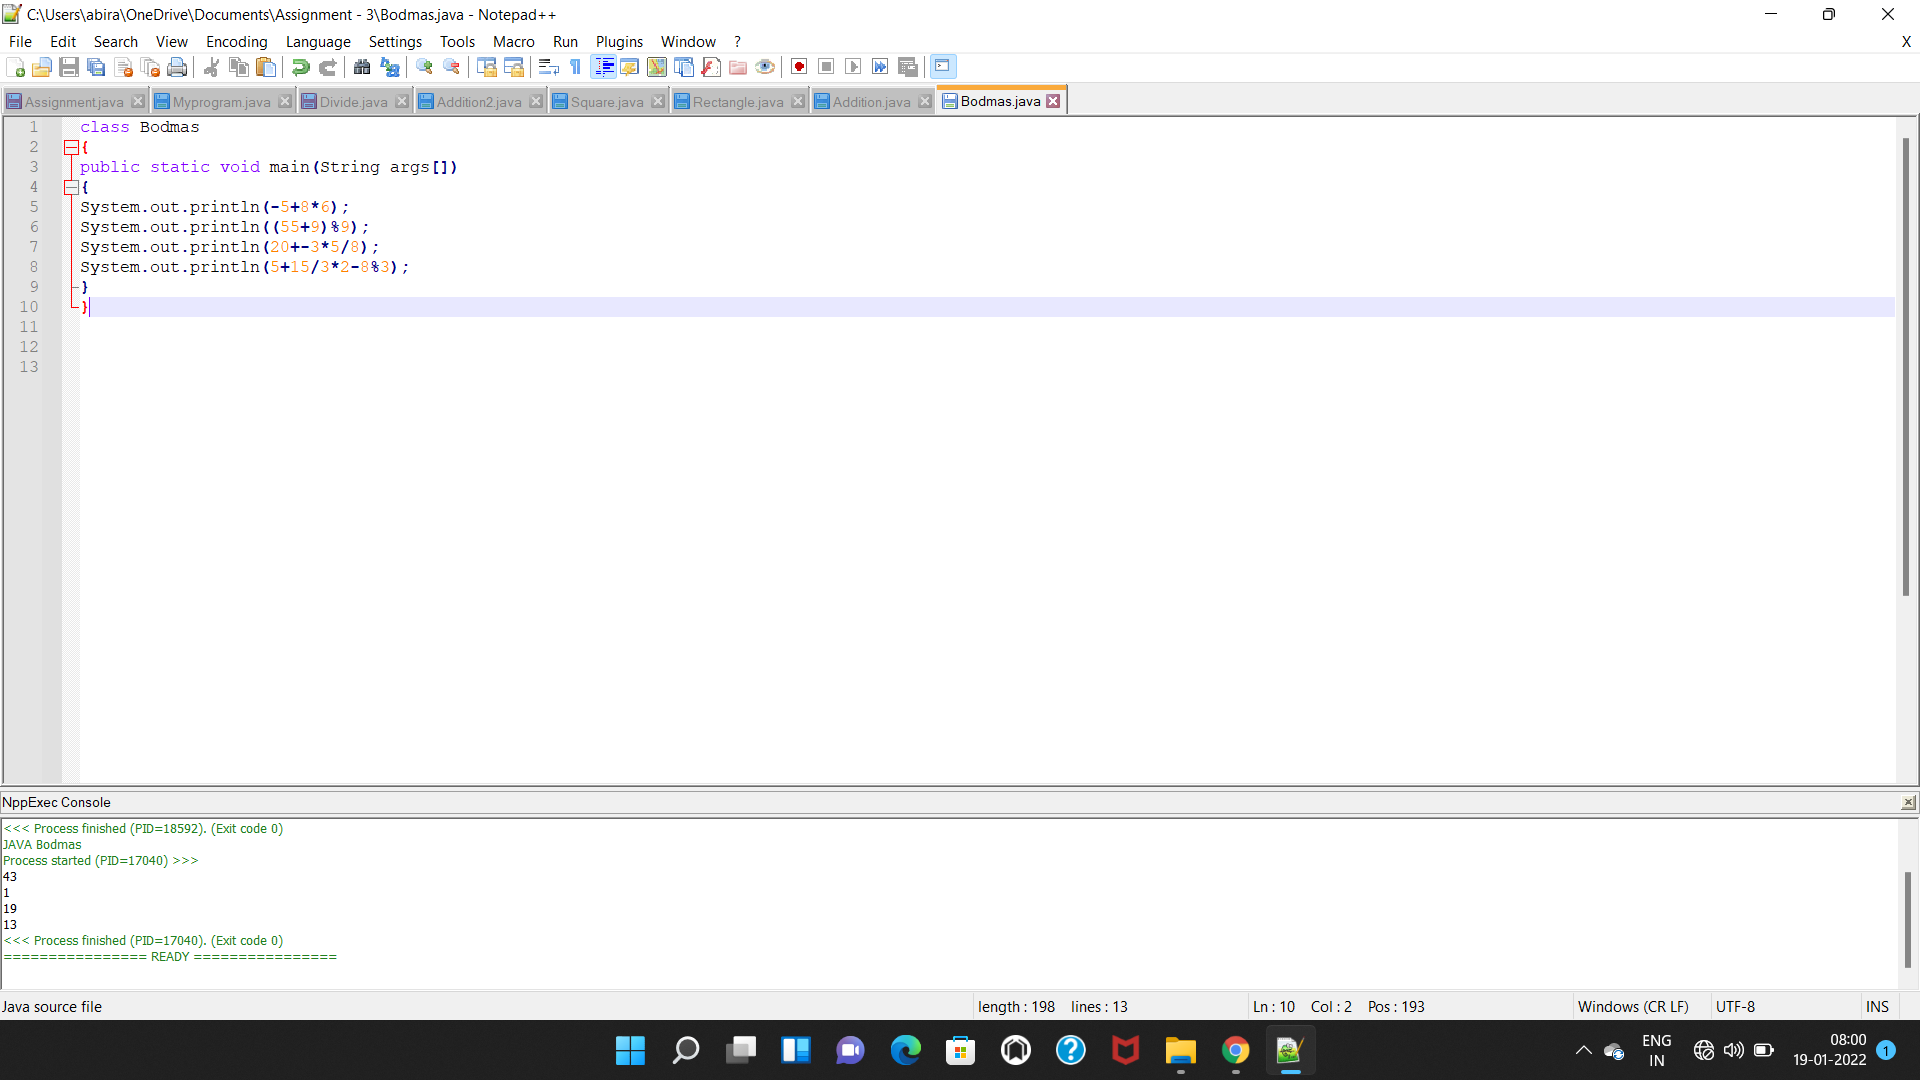 C:\Users\abira\OneDrive\Documents\Assignment - 3\Bodmas.java - Notepad++
File Edit Search View Encoding Language Settings Tools Macro Run Plugins Window ? X
Assignment.java Myprogram.java Divide.java Addition2.java Square.java Rectangle.java Addition.java Bodmas.java
1 class Bodmas
2 {
3 public static void main(String args[])
4 {
5 System.out.println(-5+8*6);
6 System.out.println((55+9)%9);
7 System.out.println(20+-3*5/8);
8 System.out.println(5+15/3*2-8%3);
9 }
10 }
11
12
13
NppExec Console
<<< Process finished (PID=18592). (Exit code 0)
JAVA Bodmas
Process started (PID=17040) >>>
43
1
19
13
<<< Process finished (PID=17040). (Exit code 0)
================ READY ================
Java source file length : 198 lines : 13 Ln : 10 Col : 2 Pos : 193 Windows (CR LF) UTF-8 INS
ENG
IN
08:00
19-01-2022
1